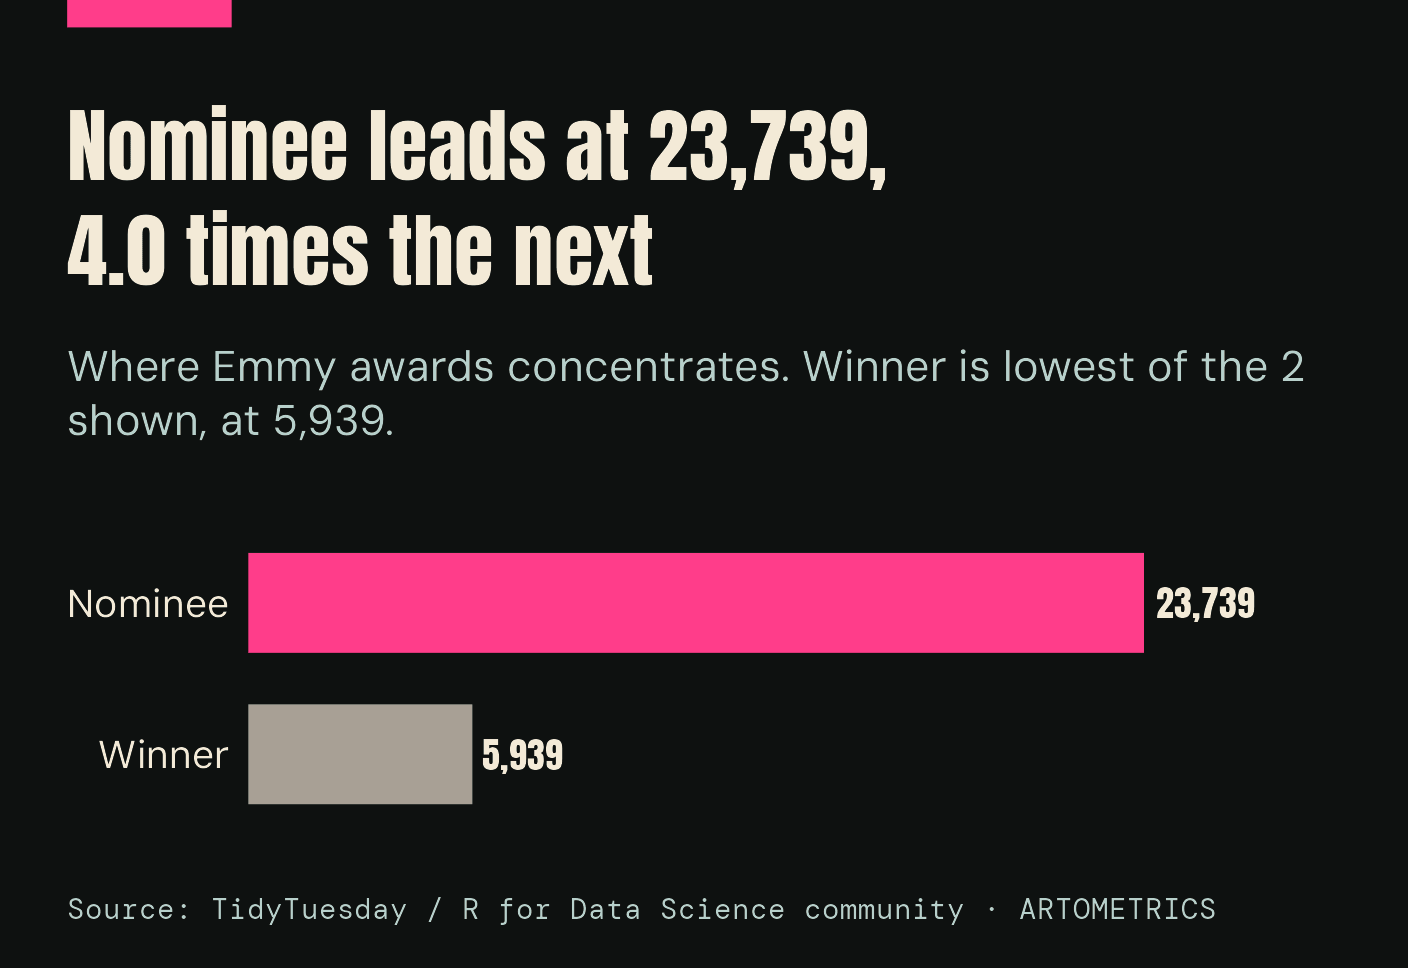 Nominee leads at 23,739,
4.0 times the next
Where Emmy awards concentrates. Winner is lowest of the 2
shown, at 5,939.
Nominee 23,739
Winner 5,939
Source: TidyTuesday / R for Data Science community · ARTOMETRICS